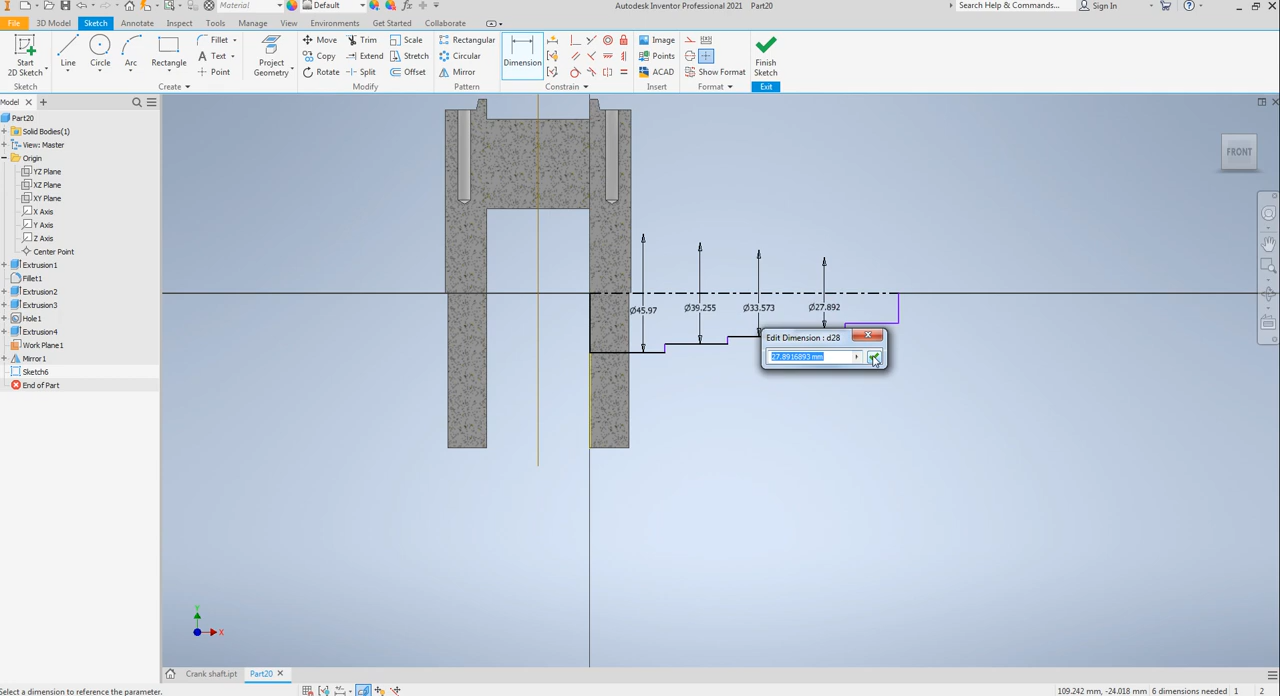 Material
Default
Autodesk Inventor Professional 2021 Part20
Search Help & Commands...
Sign In
File 3D Model Sketch Annotate Inspect Tools Manage View Environments Get Started Collaborate
Start
2D Sketch
Line
Circle
Arc
Rectangle
Fillet
Text
Point
Project
Geometry
Move
Copy
Rotate
Trim
Extend
Split
Scale
Stretch
Offset
Rectangular
Circular
Mirror
Dimension
Image
Points
ACAD
Show Format
Finish
Sketch
Sketch Create Modify Pattern Constrain Insert Format Exit
Model
Part20
Solid Bodies(1)
View: Master
Origin
YZ Plane
XZ Plane
XY Plane
X Axis
Y Axis
Z Axis
Center Point
Extrusion1
Fillet1
Extrusion2
Extrusion3
Hole1
Extrusion4
Work Plane1
Mirror1
Sketch6
End of Part
FRONT
Ø45.97
Ø39.255
Ø33.573
Ø27.892
Edit Dimension : d28
27.8916893 mm
Y
X
Crank shaft.ipt
Part20
Select a dimension to reference the parameter.
109.242 mm, -24.018 mm 6 dimensions needed 1 2